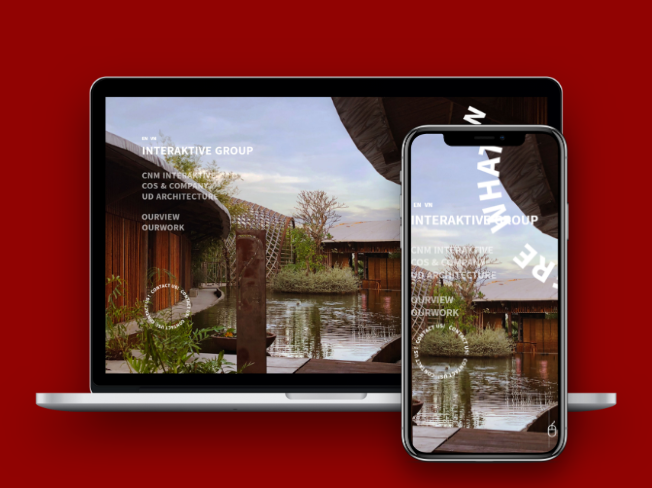 EN VN
INTERAKTIVE GROUP
CNM INTERAKTIVE
COS & COMPANY
UD ARCHITECTURE
OURVIEW
OURWORK
CONTACT US! CONTACT US!
WHAT
RE
EN VN
INTERAKTIVE GROUP
CNM INTERAKTIVE
COS & COMPANY
UD ARCHITECTURE
OURVIEW
OURWORK
CONTACT US! CONTACT US!